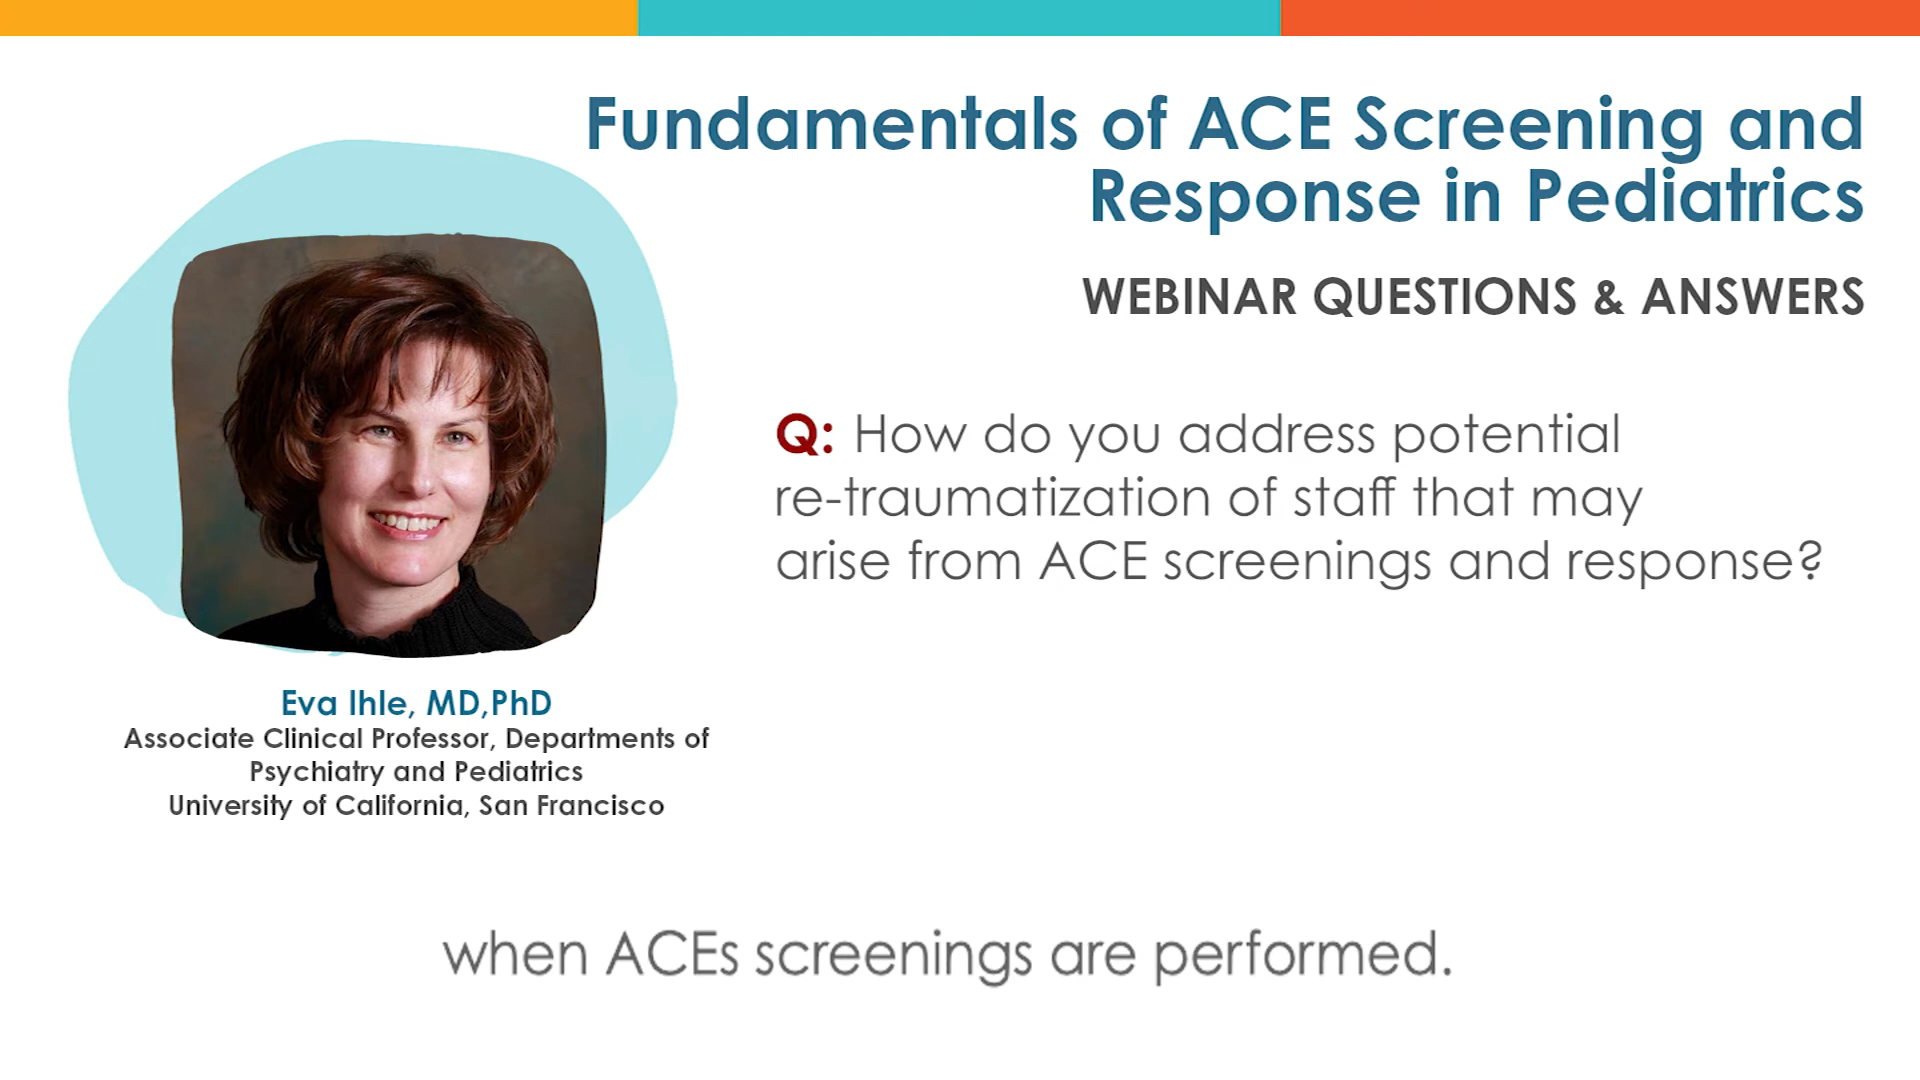 Fundamentals of ACE Screening and
Response in Pediatrics
WEBINAR QUESTIONS & ANSWERS
Q: How do you address potential
re-traumatization of staff that may
arise from ACE screenings and response?
Eva Ihle, MD,PhD
Associate Clinical Professor, Departments of
Psychiatry and Pediatrics
University of California, San Francisco
when ACEs screenings are performed.